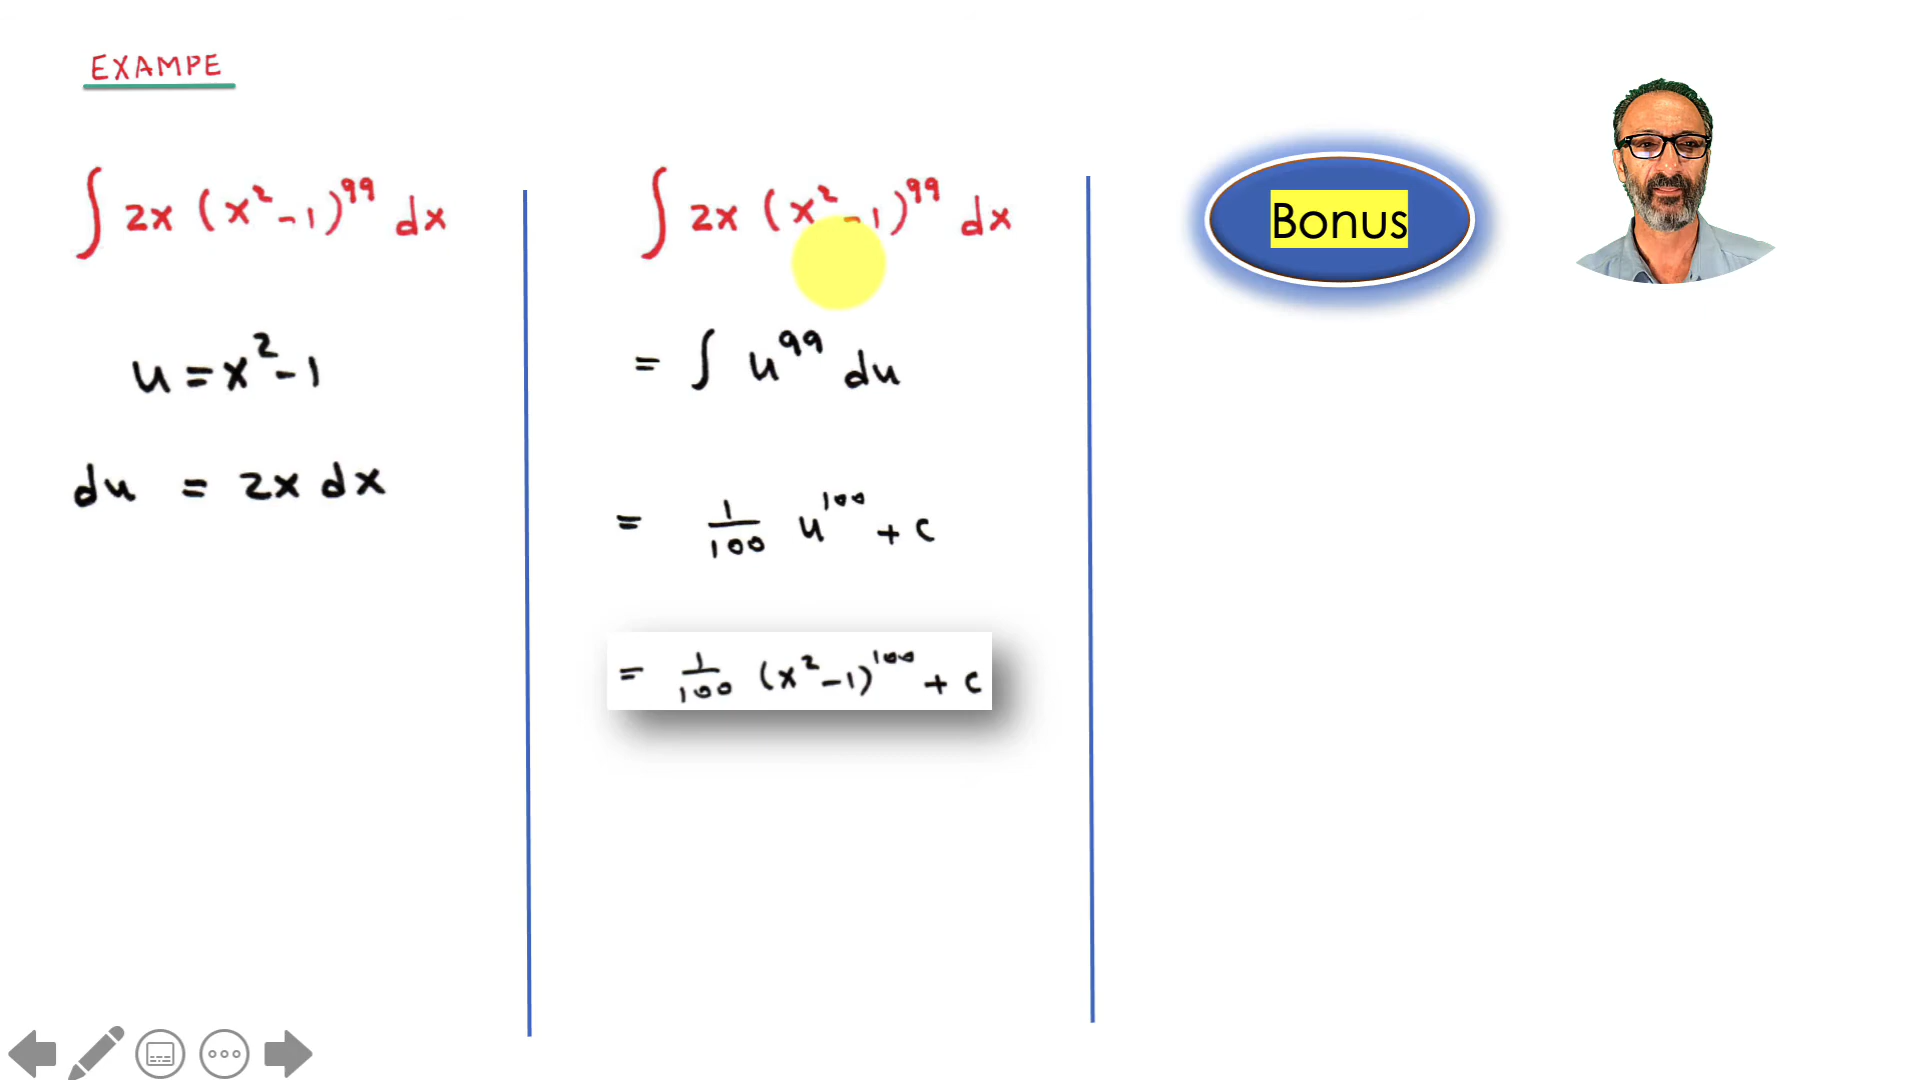 EXAMPE
∫ 2x (x²-1)⁹⁹ dx
u = x²-1
du = 2x dx
∫ 2x (x²-1)⁹⁹ dx
= ∫ u⁹⁹ du
= 1/100 u¹⁰⁰ + c
= 1/100 (x²-1)¹⁰⁰ + c
Bonus